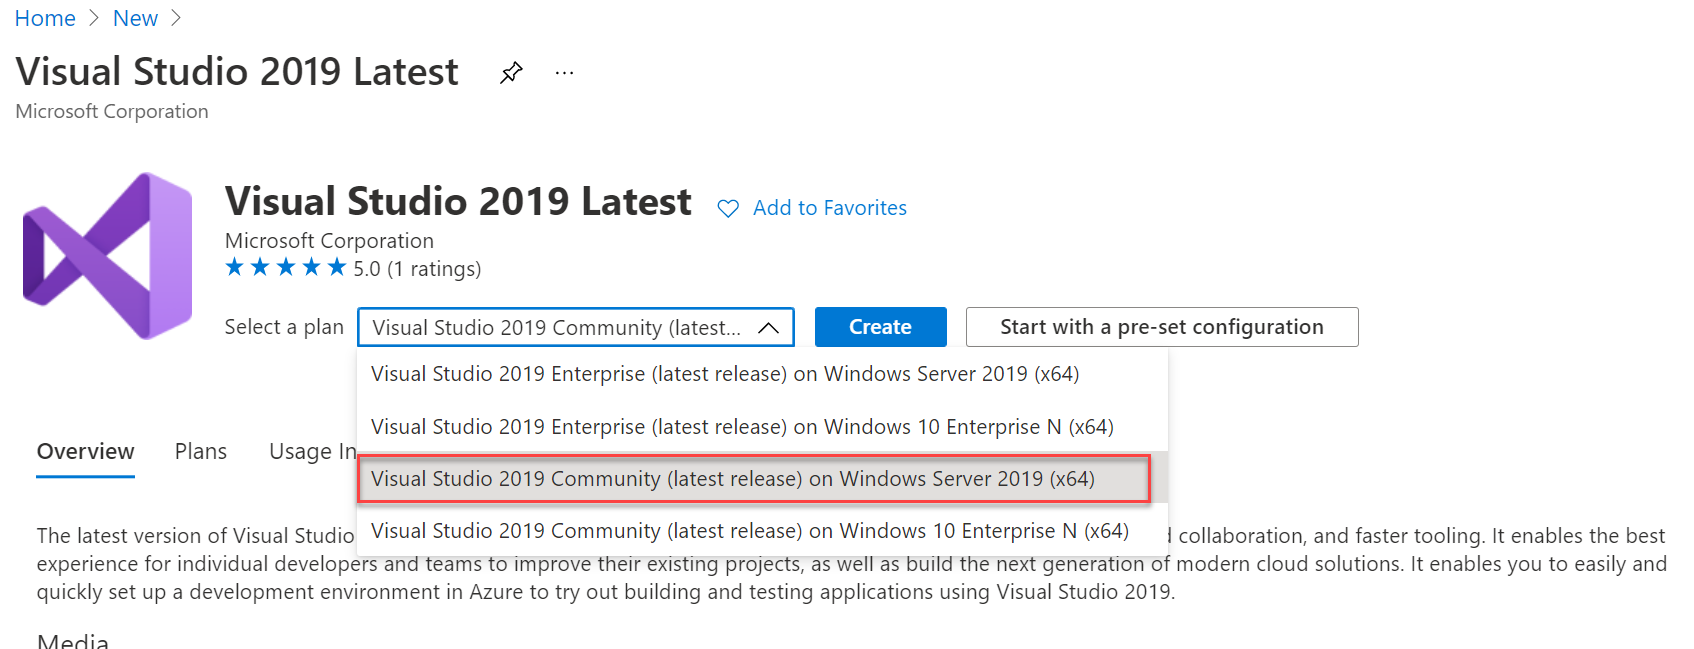 Home > New >
Visual Studio 2019 Latest ...
Microsoft Corporation
Visual Studio 2019 Latest Add to Favorites
Microsoft Corporation
5.0 (1 ratings)
Select a plan Visual Studio 2019 Community (latest... Create Start with a pre-set configuration
Visual Studio 2019 Enterprise (latest release) on Windows Server 2019 (x64)
Visual Studio 2019 Enterprise (latest release) on Windows 10 Enterprise N (x64)
Overview Plans Usage In
Visual Studio 2019 Community (latest release) on Windows Server 2019 (x64)
Visual Studio 2019 Community (latest release) on Windows 10 Enterprise N (x64)
The latest version of Visual Studio collaboration, and faster tooling. It enables the best
experience for individual developers and teams to improve their existing projects, as well as build the next generation of modern cloud solutions. It enables you to easily and
quickly set up a development environment in Azure to try out building and testing applications using Visual Studio 2019.
Media